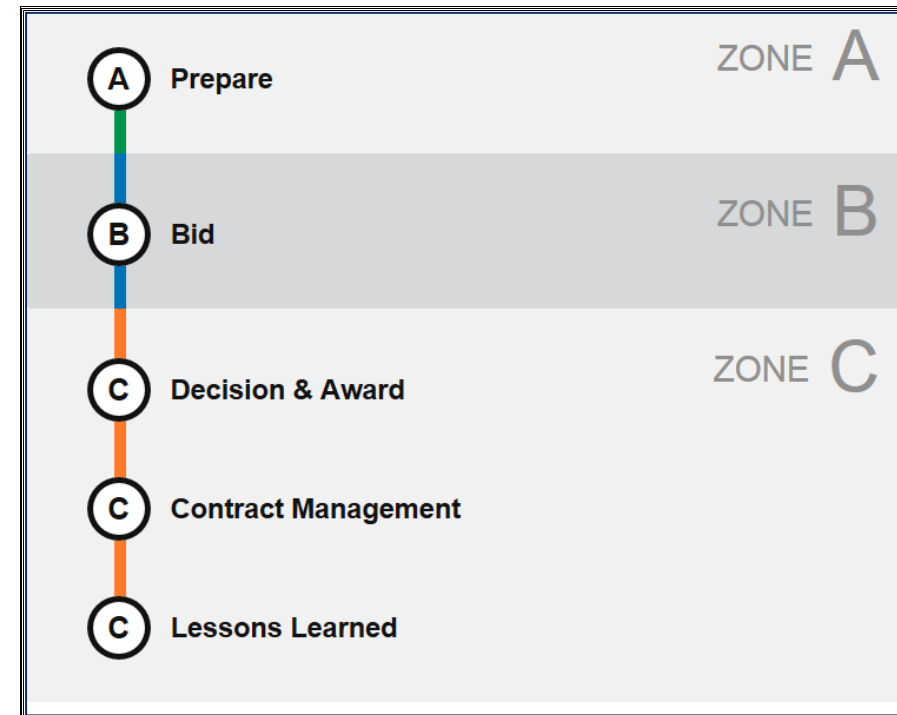 A Prepare ZONE A
B Bid ZONE B
C Decision & Award ZONE C
C Contract Management
C Lessons Learned